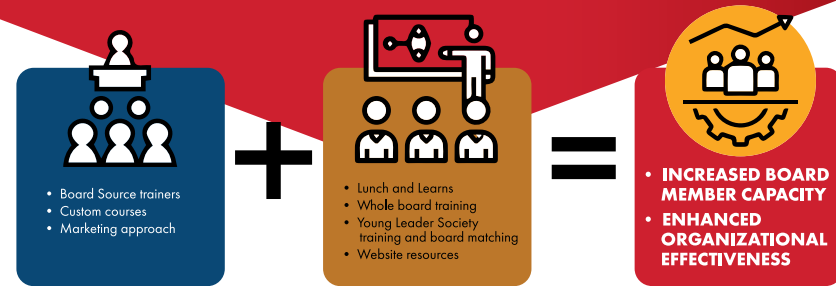 • Board Source trainers
• Custom courses
• Marketing approach
+
• Lunch and Learns
• Whole board training
• Young Leader Society
training and board matching
• Website resources
=
• INCREASED BOARD
MEMBER CAPACITY
• ENHANCED
ORGANIZATIONAL
EFFECTIVENESS